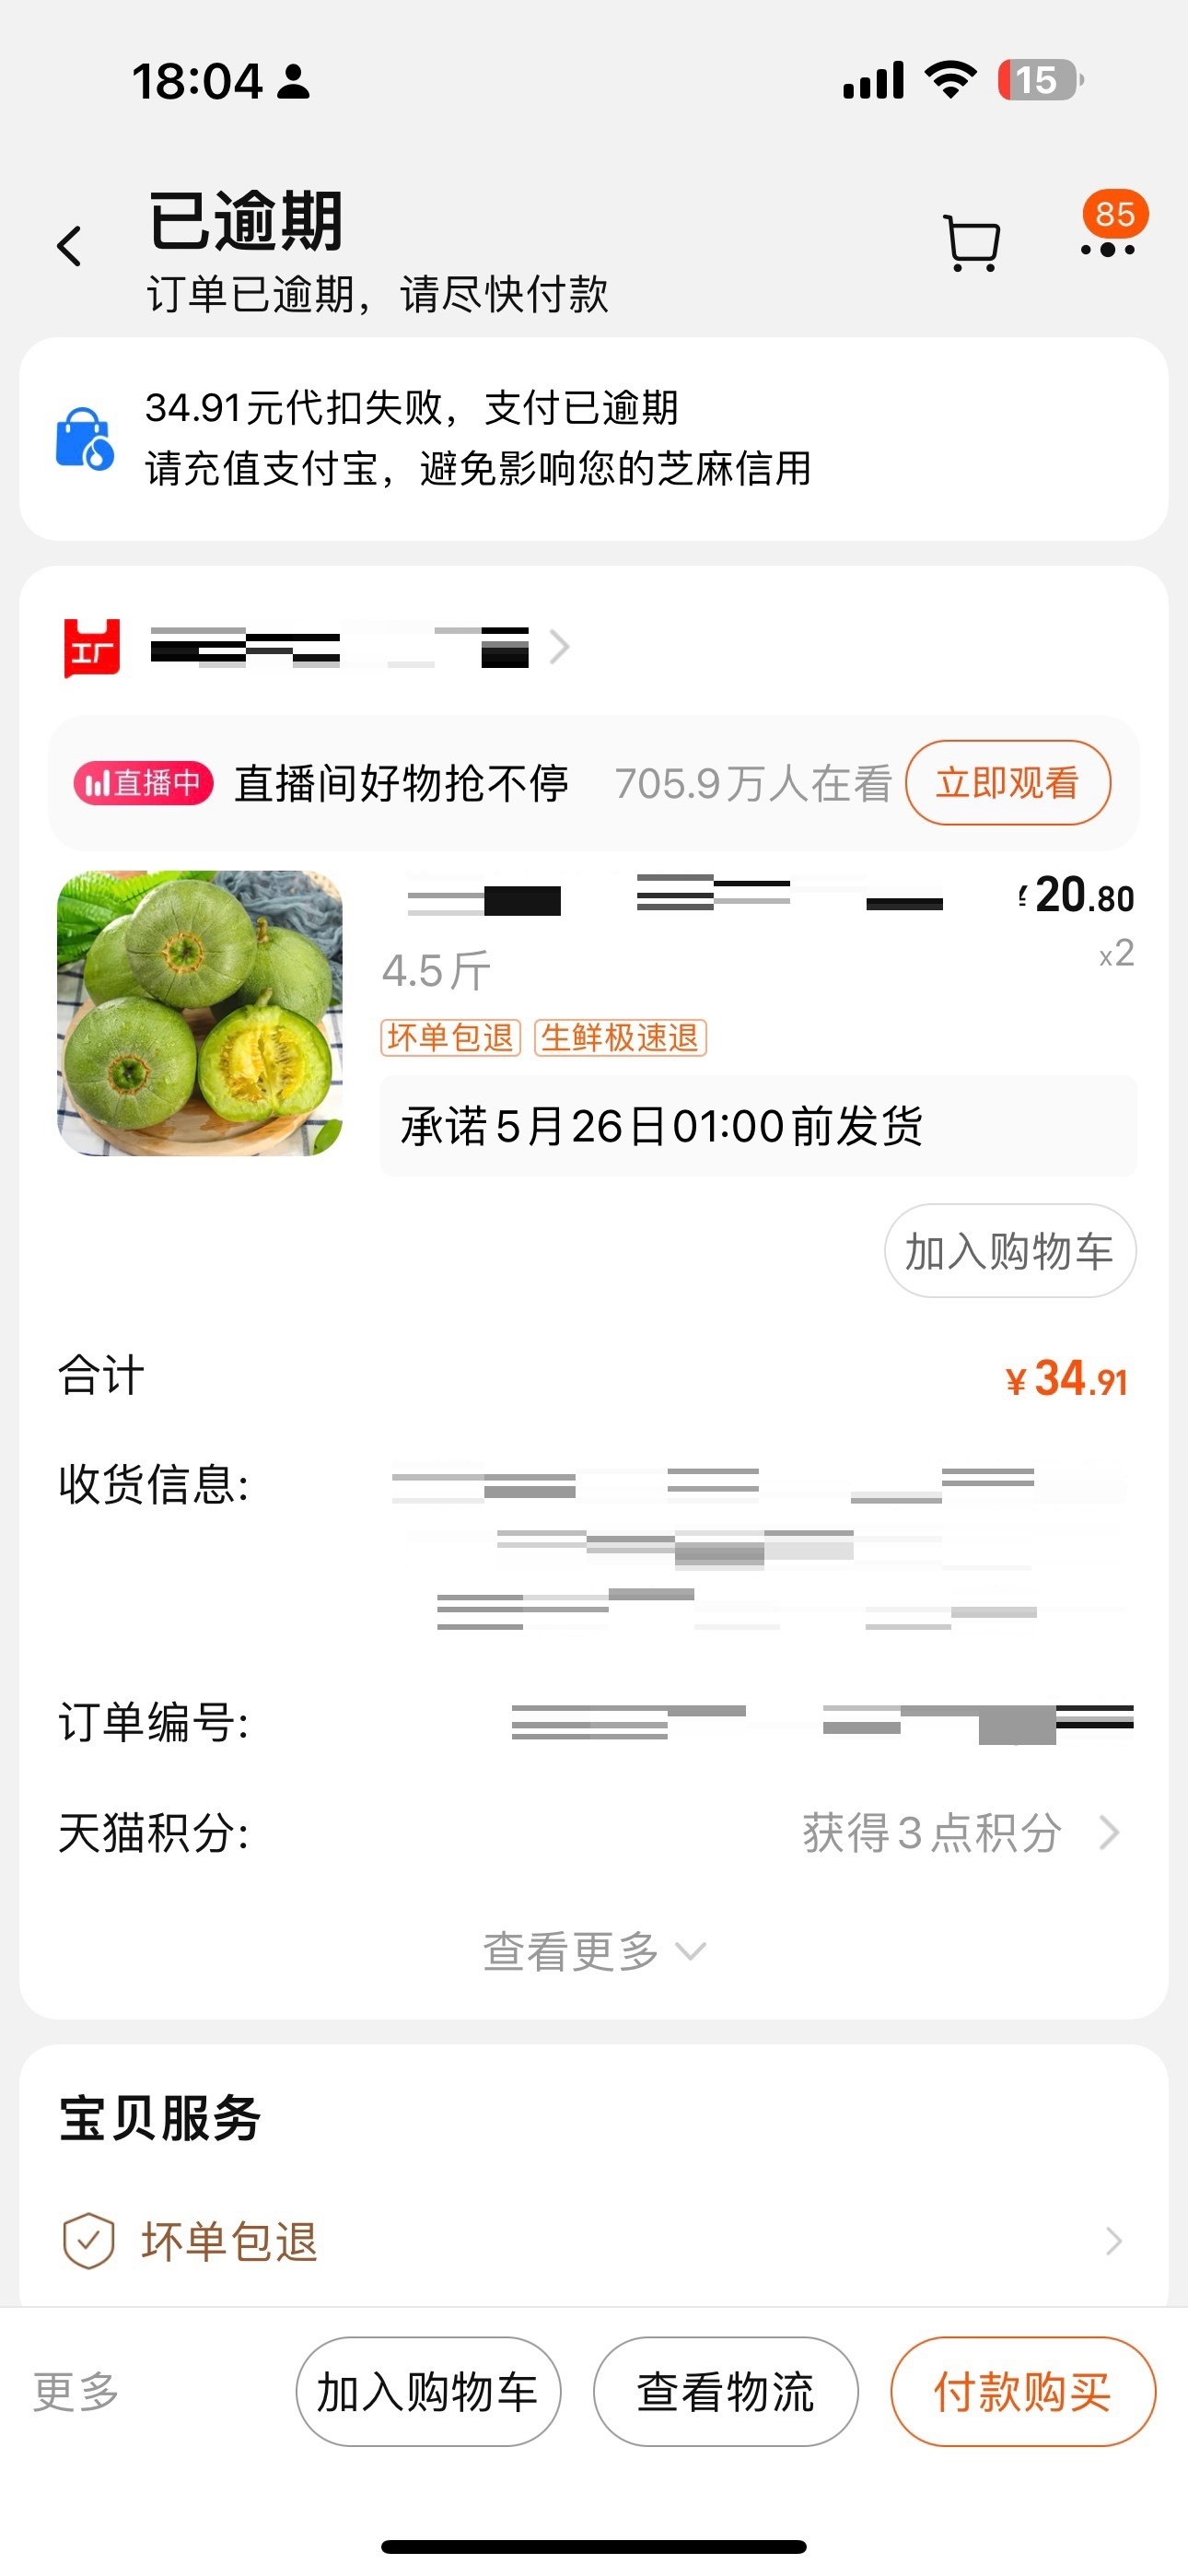 18:04
15
已逾期
85
订单已逾期，请尽快付款
34.91元代扣失败，支付已逾期
请充值支付宝，避免影响您的芝麻信用
工厂
直播中 直播间好物抢不停 705.9万人在看 立即观看
20.80
4.5斤 x2
坏单包退 生鲜极速退
承诺5月26日01:00前发货
加入购物车
合计 ¥34.91
收货信息:
订单编号:
天猫积分: 获得3点积分
查看更多
宝贝服务
坏单包退
更多 加入购物车 查看物流 付款购买